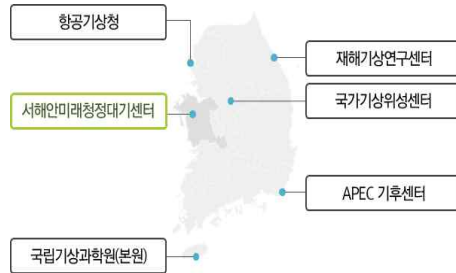 항공기상청
재해기상연구센터
서해안미래청정대기센터
국가기상위성센터
APEC 기후센터
국립기상과학원(본원)